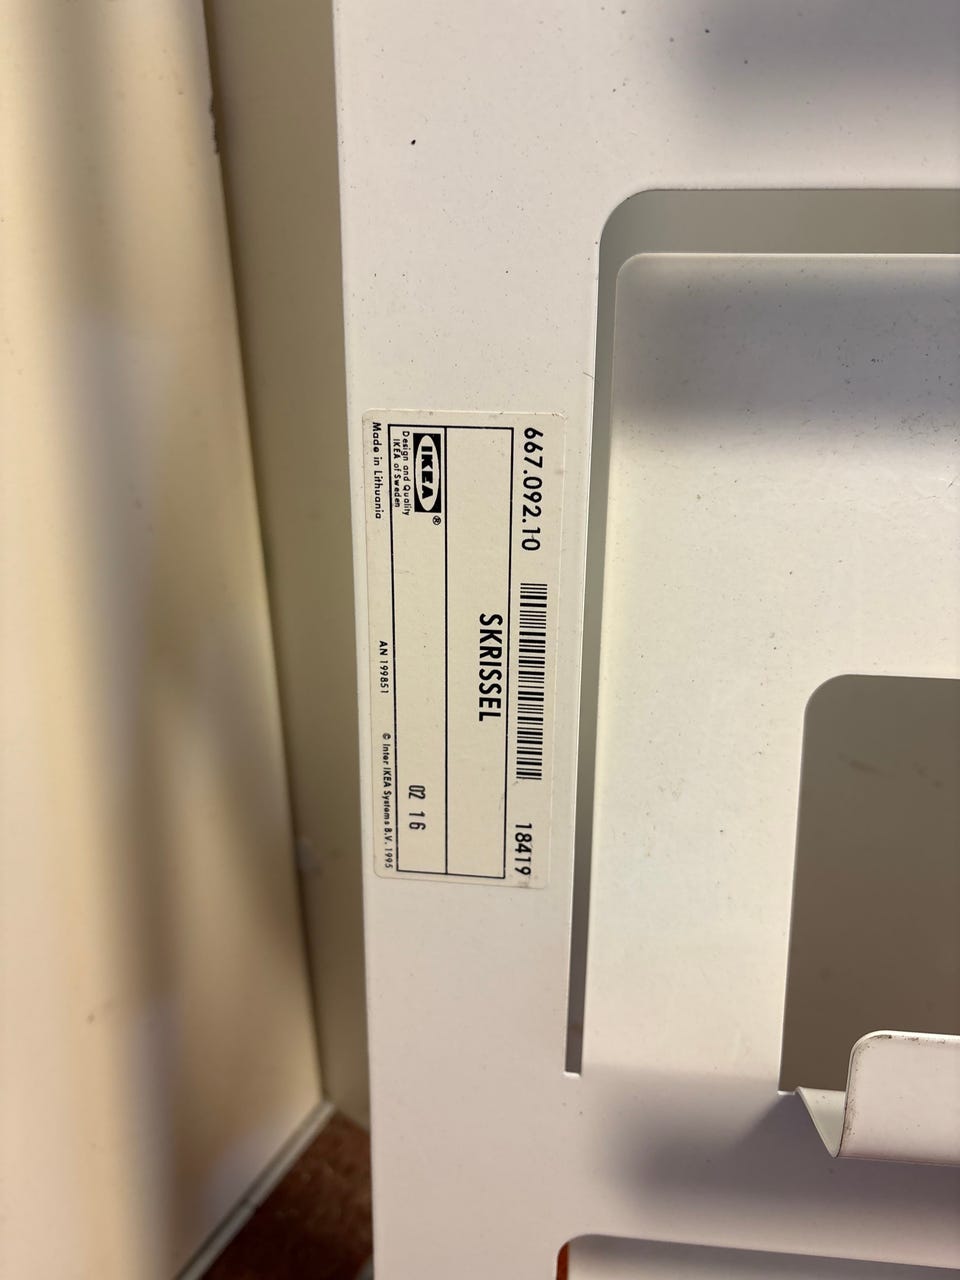 667.092.10 18419
SKRISSEL
IKEA®
Design and Quality
IKEA of Sweden
02 16
Made in Lithuania AN 199851 © Inter IKEA Systems B.V. 1995